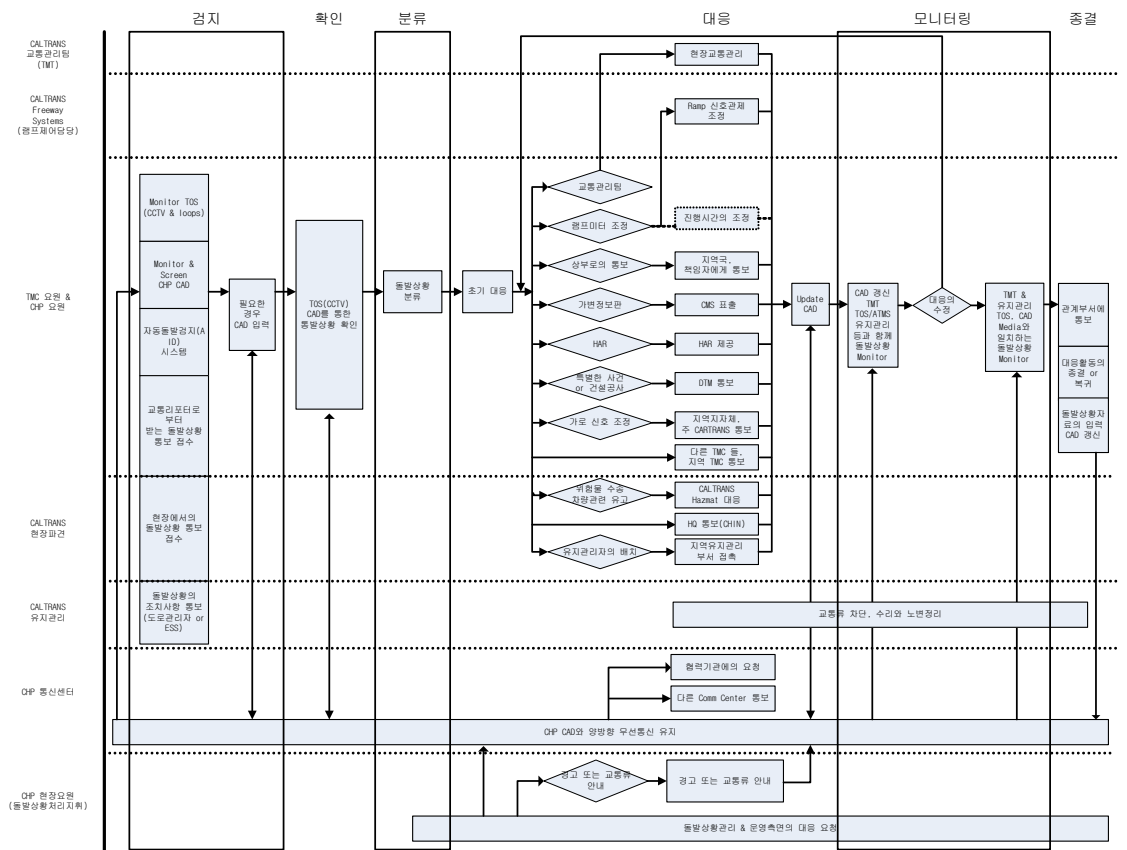 검지
확인
분류
대응
모니터링
종결
CALTRANS
교통관리팀
(TMT)
현장교통관리
CALTRANS
Freeway
Systems
(램프제어담당)
Ramp 신호관제
조정
TMC 요원 &
CHP 요원
Monitor TOS
(CCTV & loops)
Monitor &
Screen
CHP CAD
자동돌발검지(A
ID)
시스템
교통리포터로
부터
받는 돌발상황
통보 접수
필요한
경우
CAD 입력
TOS(CCTV)
CAD를 통한
돌발상황 확인
돌발상황
분류
초기 대응
교통관리팀
램프미터 조정
진행시간의 조정
상부로의 통보
지역국,
책임자에게 통보
가변정보판
CMS 표출
HAR
HAR 제공
특별한 사건
or 건설공사
DTM 통보
가로 신호 조정
지역지자체,
주 CARTRANS 통보
다른 TMC 들,
지역 TMC 통보
Update
CAD
CAD 갱신
TMT
TOS/ATMS
유지관리
등과 함께
돌발상황
Monitor
대응의
수정
TMT &
유지관리
TOS, CAD
Media와
일치하는
돌발상황
Monitor
관계부서에
통보
대응활동의
종결 or
복귀
돌발상황자
료의 입력
CAD 갱신
CALTRANS
현장파견
현장에서의
돌발상황 통보
접수
위험물 수송
차량관련 유고
CALTRANS
Hazmat 대응
HQ 통보(CHIN)
유지관리자의 배치
지역유지관리
부서 접촉
CALTRANS
유지관리
돌발상황의
조치사항 통보
(도로관리자 or
ESS)
교통류 차단, 수리와 노변정리
CHP 통신센터
협력기관에의 요청
다른 Comm Center 통보
CHP CAD와 양방향 무선통신 유지
CHP 현장요원
(돌발상황처리지휘)
경고 또는 교통류
안내
경고 또는 교통류 안내
돌발상황관리 & 운영측면의 대응 요청